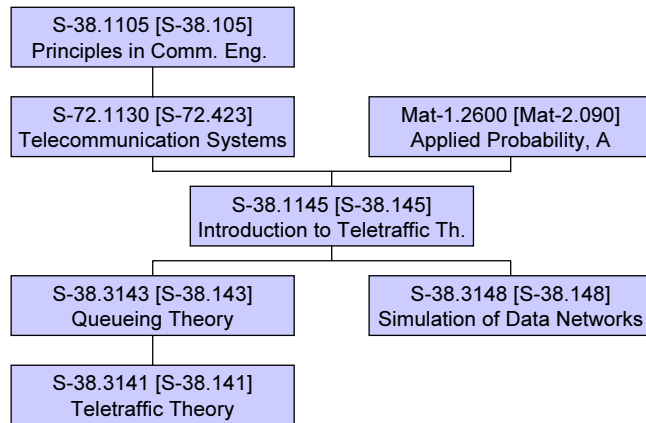 S-38.1105 [S-38.105]
Principles in Comm. Eng.
S-72.1130 [S-72.423]
Telecommunication Systems
Mat-1.2600 [Mat-2.090]
Applied Probability, A
S-38.1145 [S-38.145]
Introduction to Teletraffic Th.
S-38.3143 [S-38.143]
Queueing Theory
S-38.3148 [S-38.148]
Simulation of Data Networks
S-38.3141 [S-38.141]
Teletraffic Theory